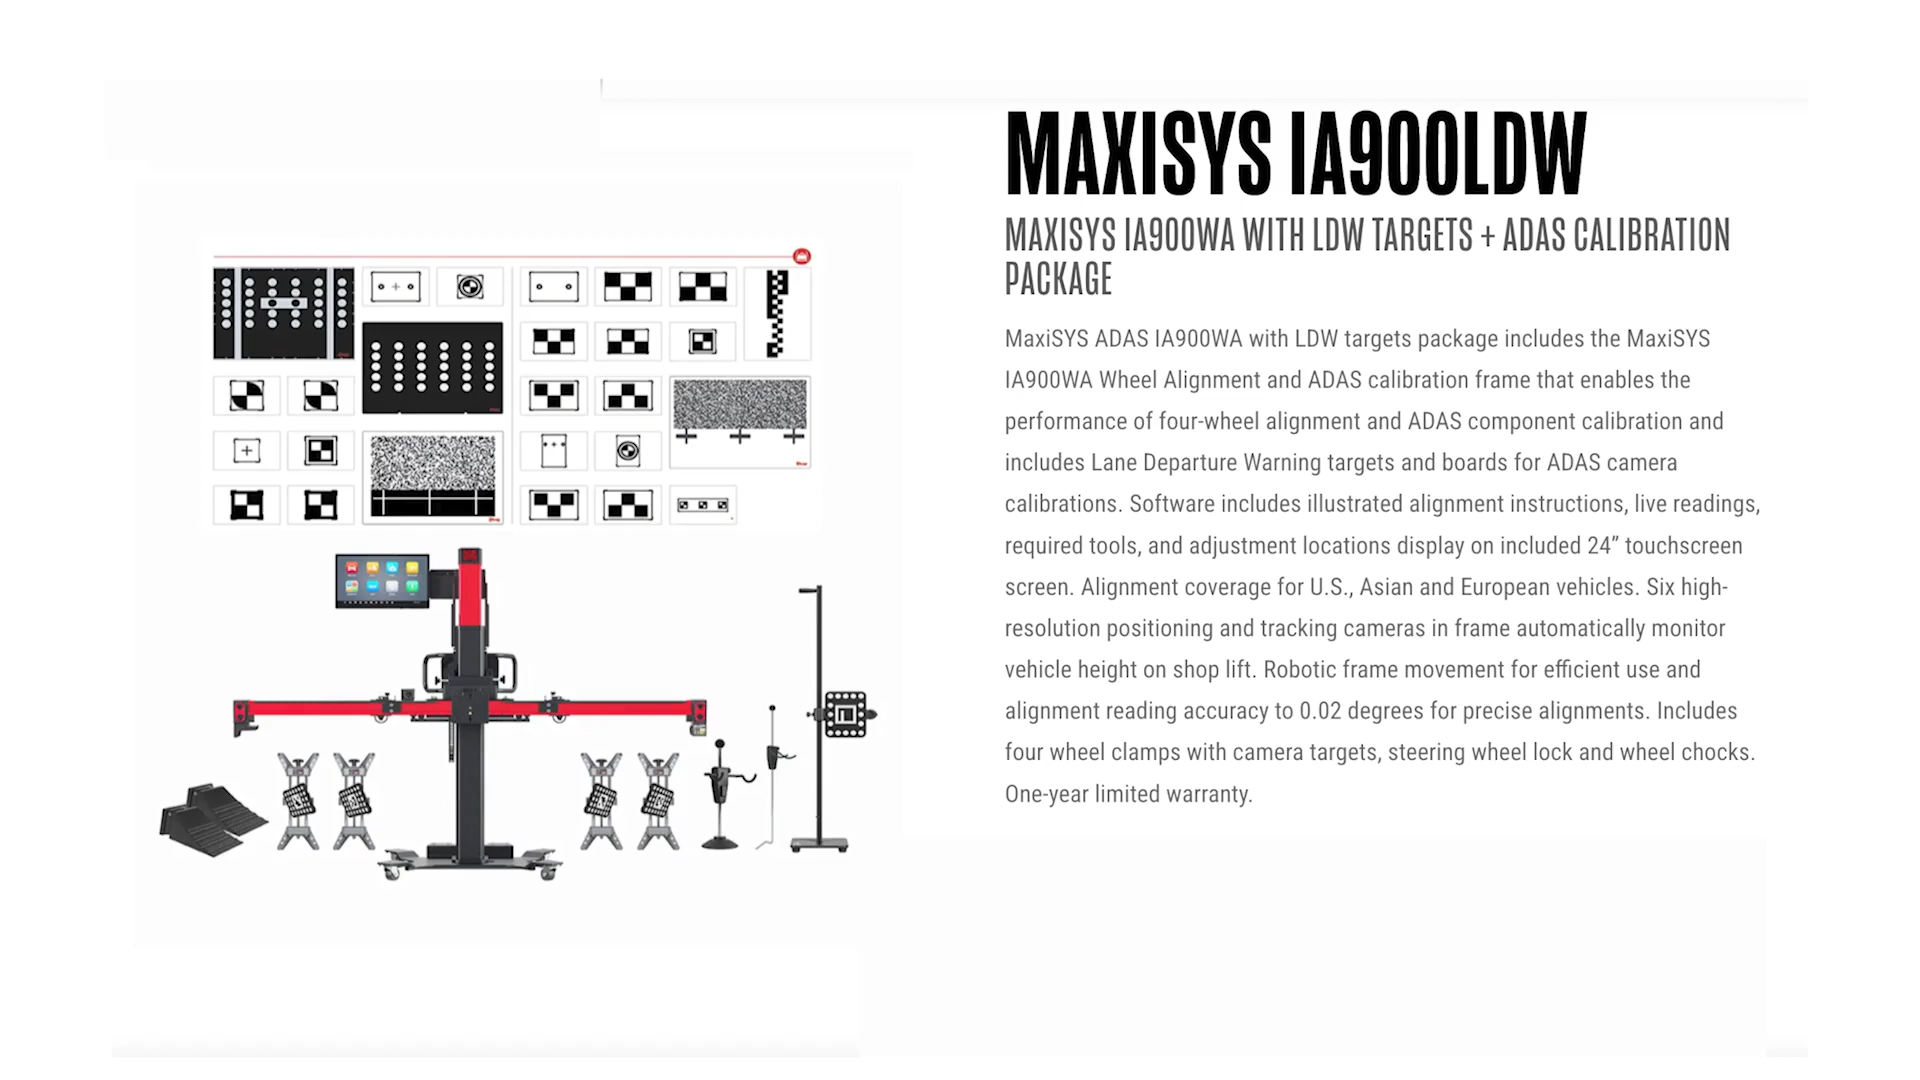 MAXISYS IA900LDW
MAXISYS IA900WA WITH LDW TARGETS + ADAS CALIBRATION
PACKAGE
MaxiSYS ADAS IA900WA with LDW targets package includes the MaxiSYS
IA900WA Wheel Alignment and ADAS calibration frame that enables the
performance of four-wheel alignment and ADAS component calibration and
includes Lane Departure Warning targets and boards for ADAS camera
calibrations. Software includes illustrated alignment instructions, live readings,
required tools, and adjustment locations display on included 24” touchscreen
screen. Alignment coverage for U.S., Asian and European vehicles. Six high-
resolution positioning and tracking cameras in frame automatically monitor
vehicle height on shop lift. Robotic frame movement for efficient use and
alignment reading accuracy to 0.02 degrees for precise alignments. Includes
four wheel clamps with camera targets, steering wheel lock and wheel chocks.
One-year limited warranty.